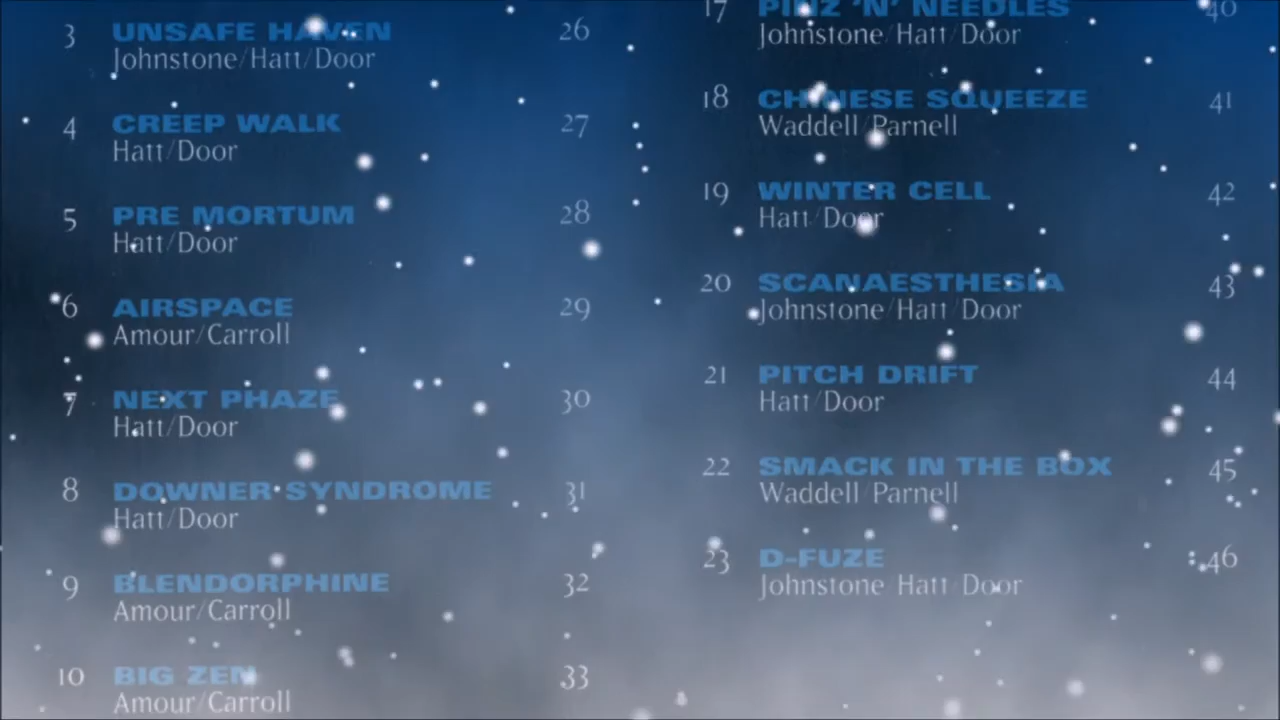 3 UNSAFE HAVEN 26
Johnstone/Hatt/Door
4 CREEP WALK 27
Hatt/Door
5 PRE MORTUM 28
Hatt/Door
6 AIRSPACE 29
Amour/Carroll
7 NEXT PHAZE 30
Hatt/Door
8 DOWNER SYNDROME 31
Hatt/Door
9 BLENDORPHINE 32
Amour/Carroll
10 BIG ZEN 33
Amour/Carroll
17 PINZ 'N' NEEDLES 40
Johnstone/Hatt/Door
18 CHINESE SQUEEZE 41
Waddell/Parnell
19 WINTER CELL 42
Hatt/Door
20 SCANAESTHESIA 43
Johnstone/Hatt/Door
21 PITCH DRIFT 44
Hatt/Door
22 SMACK IN THE BOX 45
Waddell/Parnell
23 D-FUZE 46
Johnstone/Hatt/Door